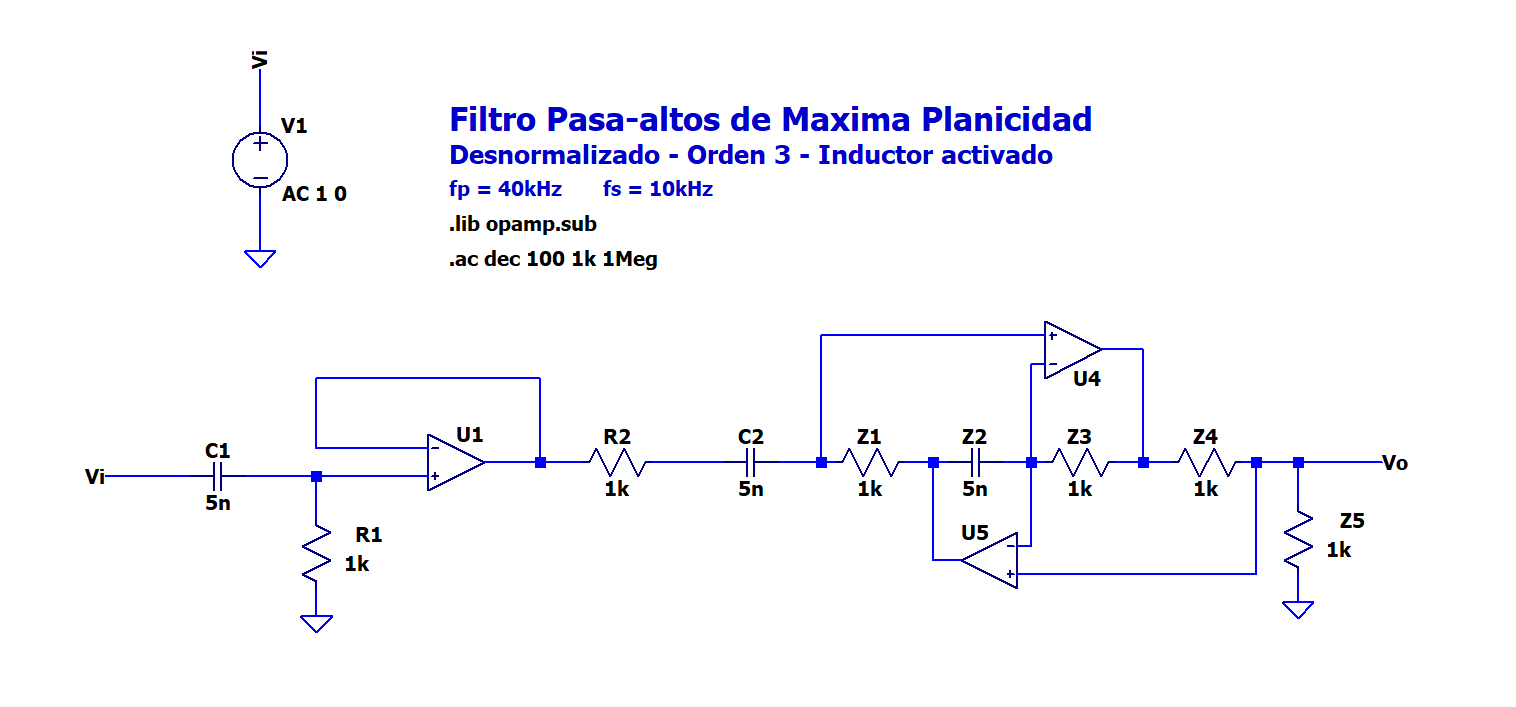 Vi
V1
AC 1 0
Filtro Pasa-altos de Maxima Planicidad
Desnormalizado - Orden 3 - Inductor activado
fp = 40kHz fs = 10kHz
.lib opamp.sub
.ac dec 100 1k 1Meg
Vi
C1
5n
R1
1k
U1
R2
1k
C2
5n
Z1
1k
Z2
5n
Z3
1k
Z4
1k
U4
U5
Z5
1k
Vo